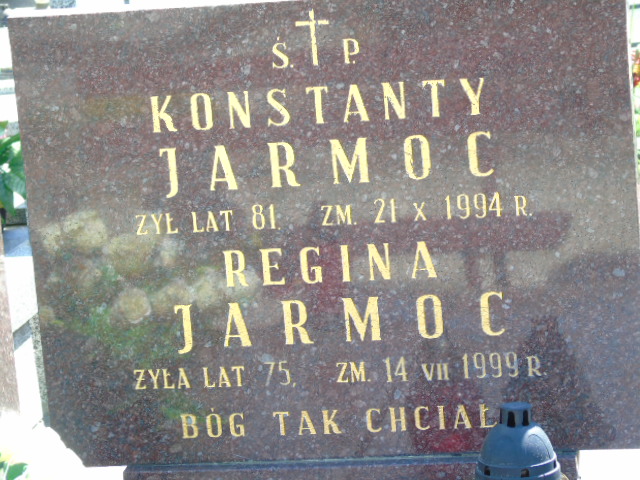 Ś. P.
KONSTANTY
JARMOC
ŻYŁ LAT 81, ZM. 21 X 1994 R.
REGINA
JARMOC
ŻYŁA LAT 75, ZM. 14 VII 1999 R.
BÓG TAK CHCIAŁ